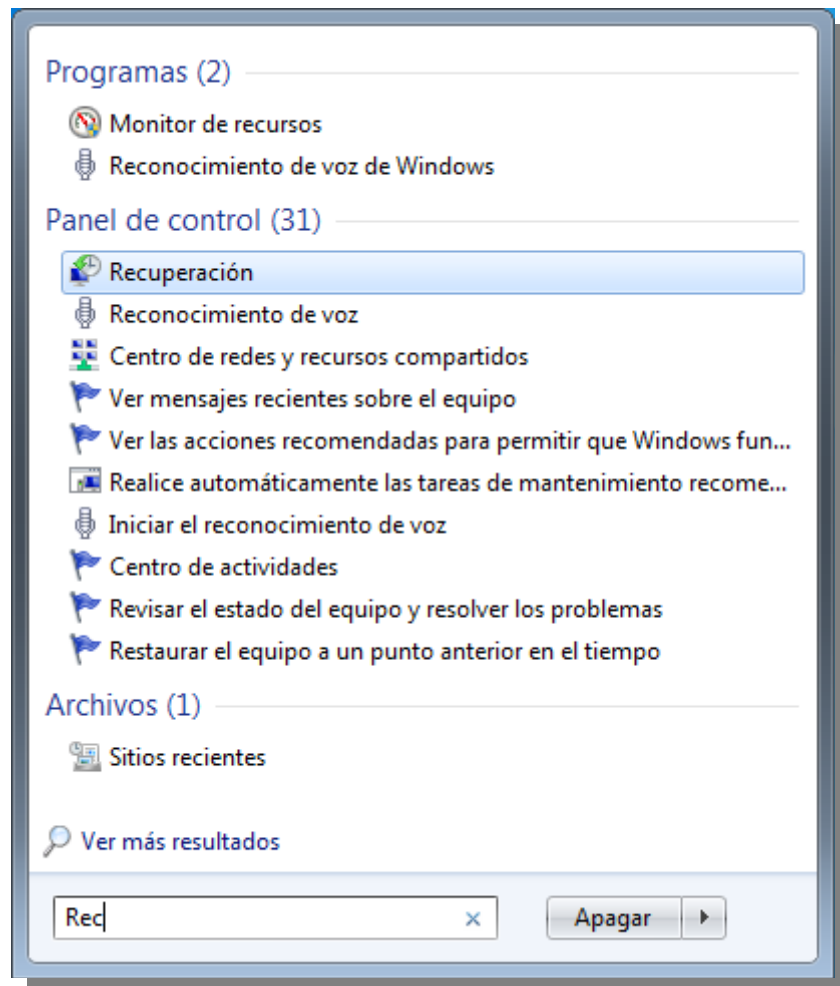 Programas (2)
Monitor de recursos
Reconocimiento de voz de Windows
Panel de control (31)
Recuperación
Reconocimiento de voz
Centro de redes y recursos compartidos
Ver mensajes recientes sobre el equipo
Ver las acciones recomendadas para permitir que Windows fun...
Realice automáticamente las tareas de mantenimiento recome...
Iniciar el reconocimiento de voz
Centro de actividades
Revisar el estado del equipo y resolver los problemas
Restaurar el equipo a un punto anterior en el tiempo
Archivos (1)
Sitios recientes
Ver más resultados
Rec Apagar